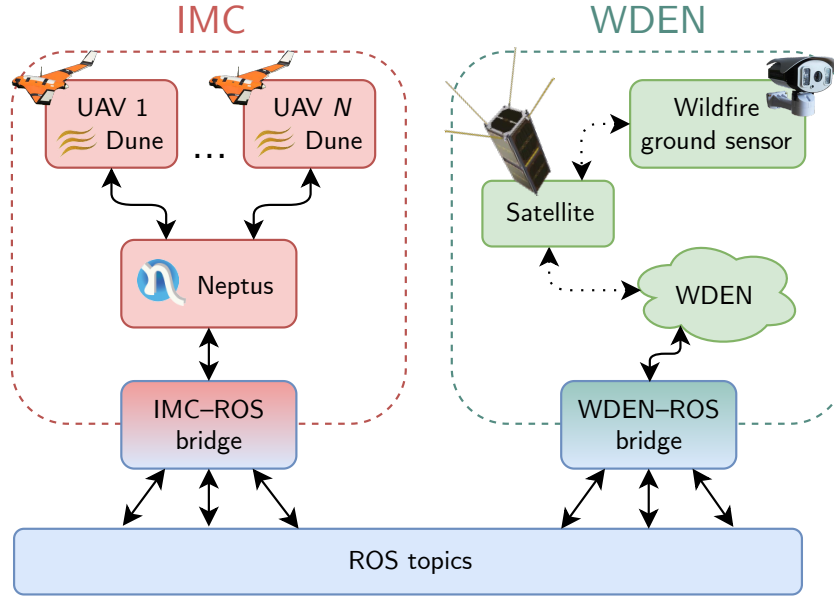 IMC
WDEN
UAV 1
Dune
...
UAV N
Dune
Wildfire
ground sensor
Satellite
Neptus
WDEN
IMC–ROS
bridge
WDEN–ROS
bridge
ROS topics